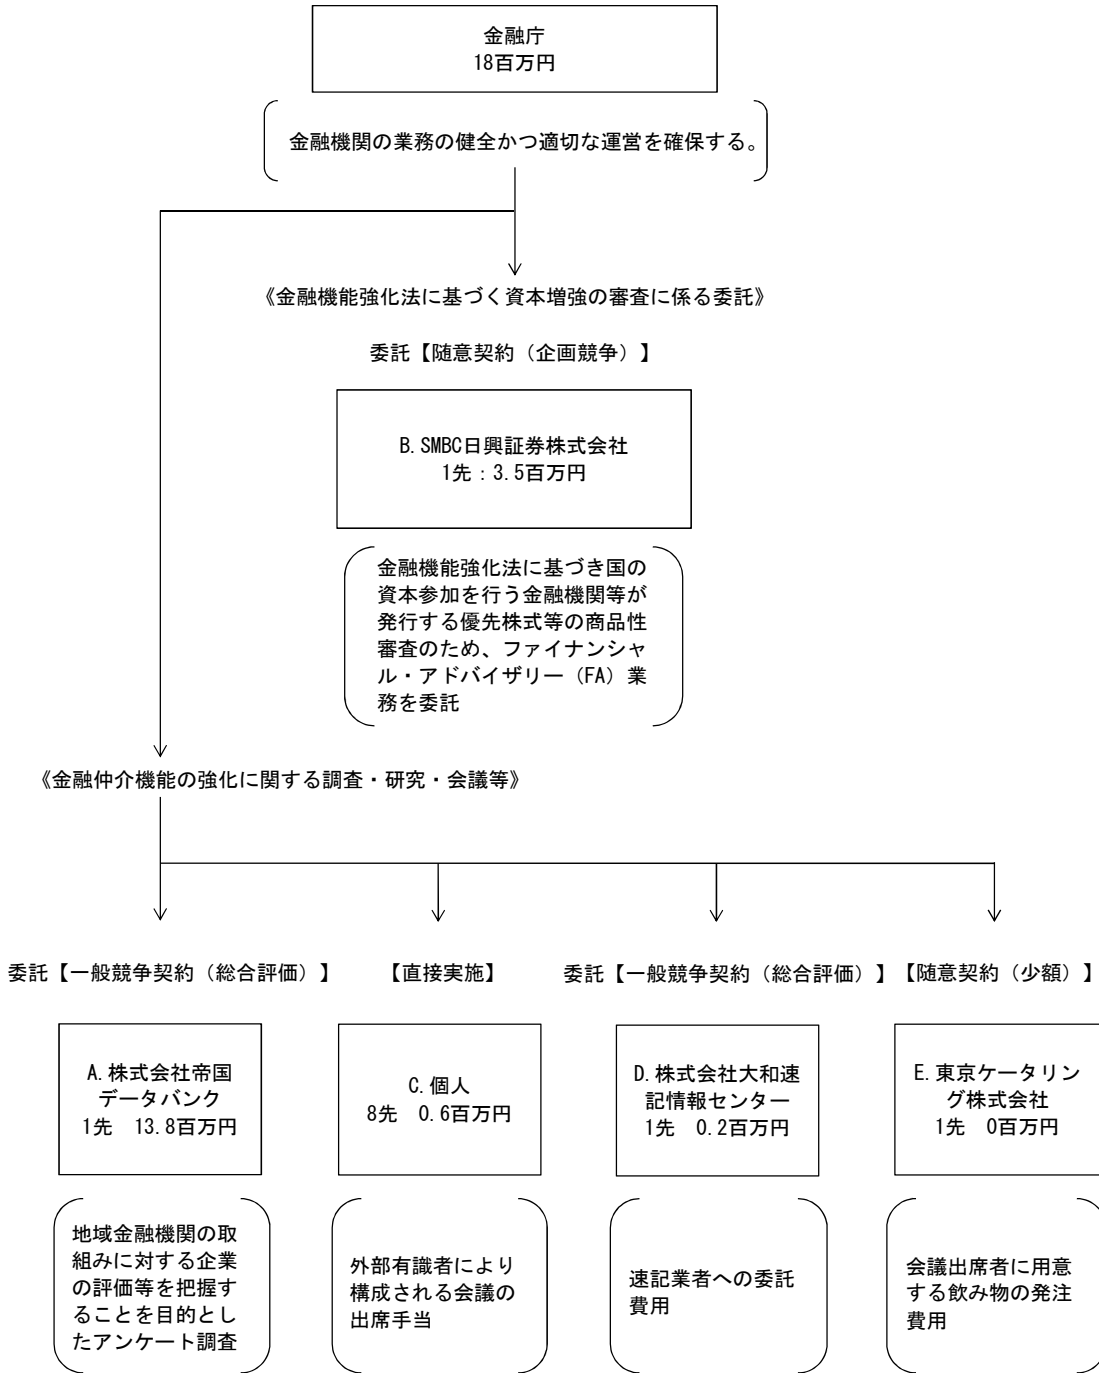 金融庁
18百万円
金融機関の業務の健全かつ適切な運営を確保する。
《金融機能強化法に基づく資本増強の審査に係る委託》
委託【随意契約（企画競争）】
B.SMBC日興証券株式会社
1先：3.5百万円
金融機能強化法に基づき国の
資本参加を行う金融機関等が
発行する優先株式等の商品性
審査のため、ファイナンシャ
ル・アドバイザリー（FA）業
務を委託
《金融仲介機能の強化に関する調査・研究・会議等》
委託【一般競争契約（総合評価）】
A.株式会社帝国
データバンク
1先　13.8百万円
地域金融機関の取
組みに対する企業
の評価等を把握す
ることを目的とし
たアンケート調査
【直接実施】
C.個人
8先　0.6百万円
外部有識者により
構成される会議の
出席手当
委託【一般競争契約（総合評価）】
D.株式会社大和速
記情報センター
1先　0.2百万円
速記業者への委託
費用
【随意契約（少額）】
E.東京ケータリン
グ株式会社
1先　0百万円
会議出席者に用意
する飲み物の発注
費用